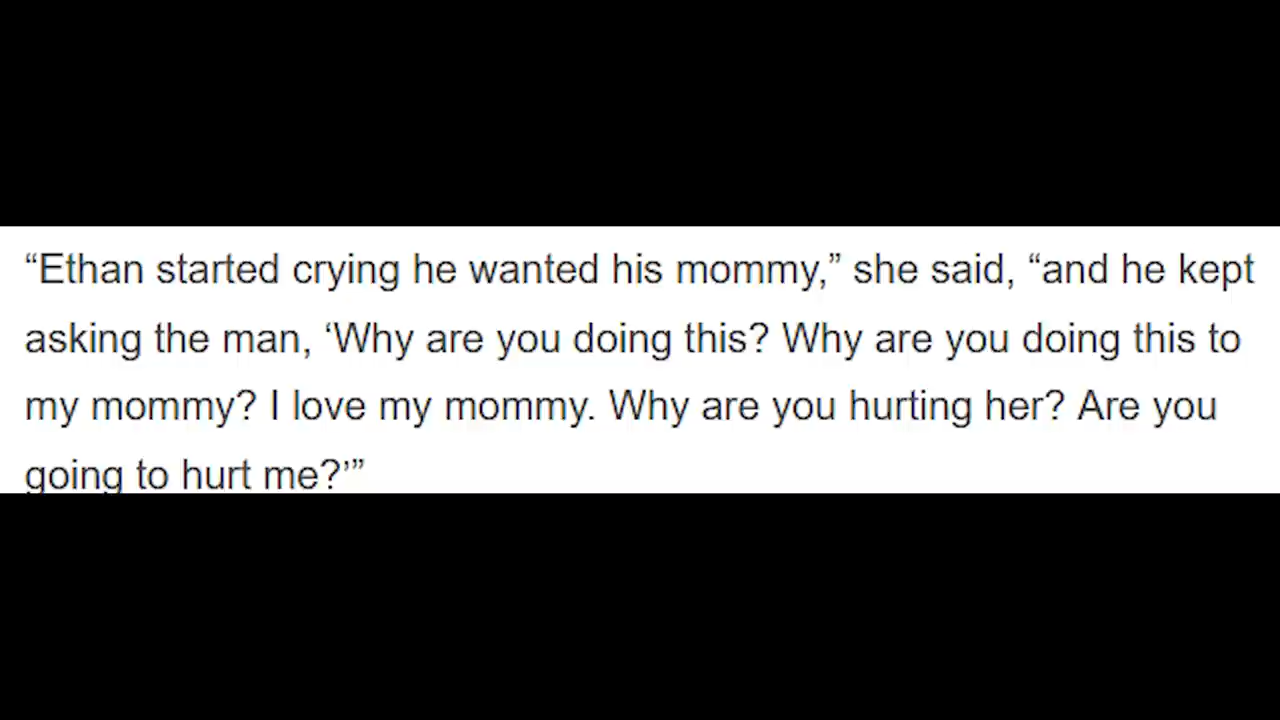 “Ethan started crying he wanted his mommy,” she said, “and he kept
asking the man, ‘Why are you doing this? Why are you doing this to
my mommy? I love my mommy. Why are you hurting her? Are you
going to hurt me?’”